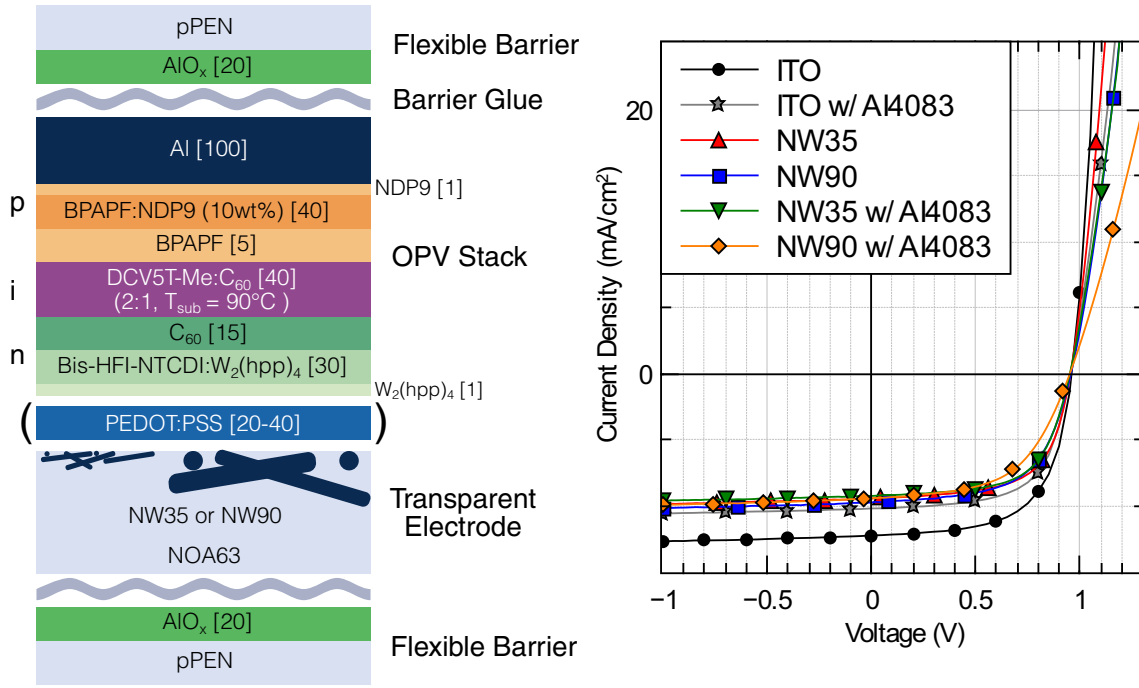 pPEN
AlOₓ [20]
Flexible Barrier
Barrier Glue
Al [100]
NDP9 [1]
p
BPAPF:NDP9 (10wt%) [40]
BPAPF [5]
OPV Stack
i
DCV5T-Me:C₆₀ [40]
(2:1, Tsub = 90°C )
C₆₀ [15]
n
Bis-HFI-NTCDI:W₂(hpp)₄ [30]
W₂(hpp)₄ [1]
( PEDOT:PSS [20-40] )
NW35 or NW90
NOA63
Transparent
Electrode
AlOₓ [20]
pPEN
Flexible Barrier
ITO
ITO w/ AI4083
NW35
NW90
NW35 w/ AI4083
NW90 w/ AI4083
Current Density (mA/cm²)
20
0
−1 −0.5 0 0.5 1
Voltage (V)